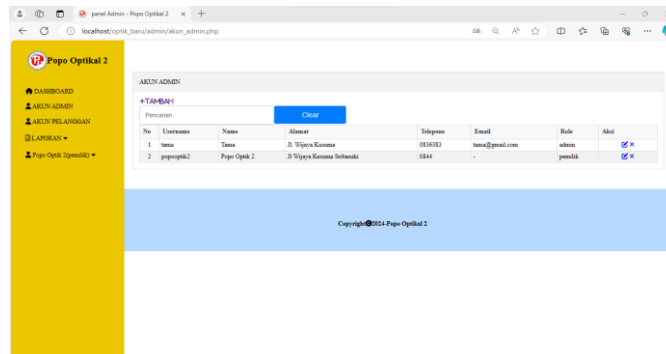 panel Admin - Popo Optikal 2
localhost/optik_baru/admin/akun_admin.php
Popo Optikal 2
DASHBOARD
AKUN ADMIN
AKUN PELANGGAN
LAPORAN
Popo Optik 2(pemilik)
AKUN ADMIN
+TAMBAH
Pencarian
Clear
No Username Nama Alamat Telepone Email Role Aksi
1 tama Tama Jl. Wijaya Kusuma 0836383 tama@gmail.com admin
2 popooptik2 Popo Optik 2 Jl Wijaya Kusuma Sribasuki 0844 - pemilik
Copyright©2024-Popo Optikal 2